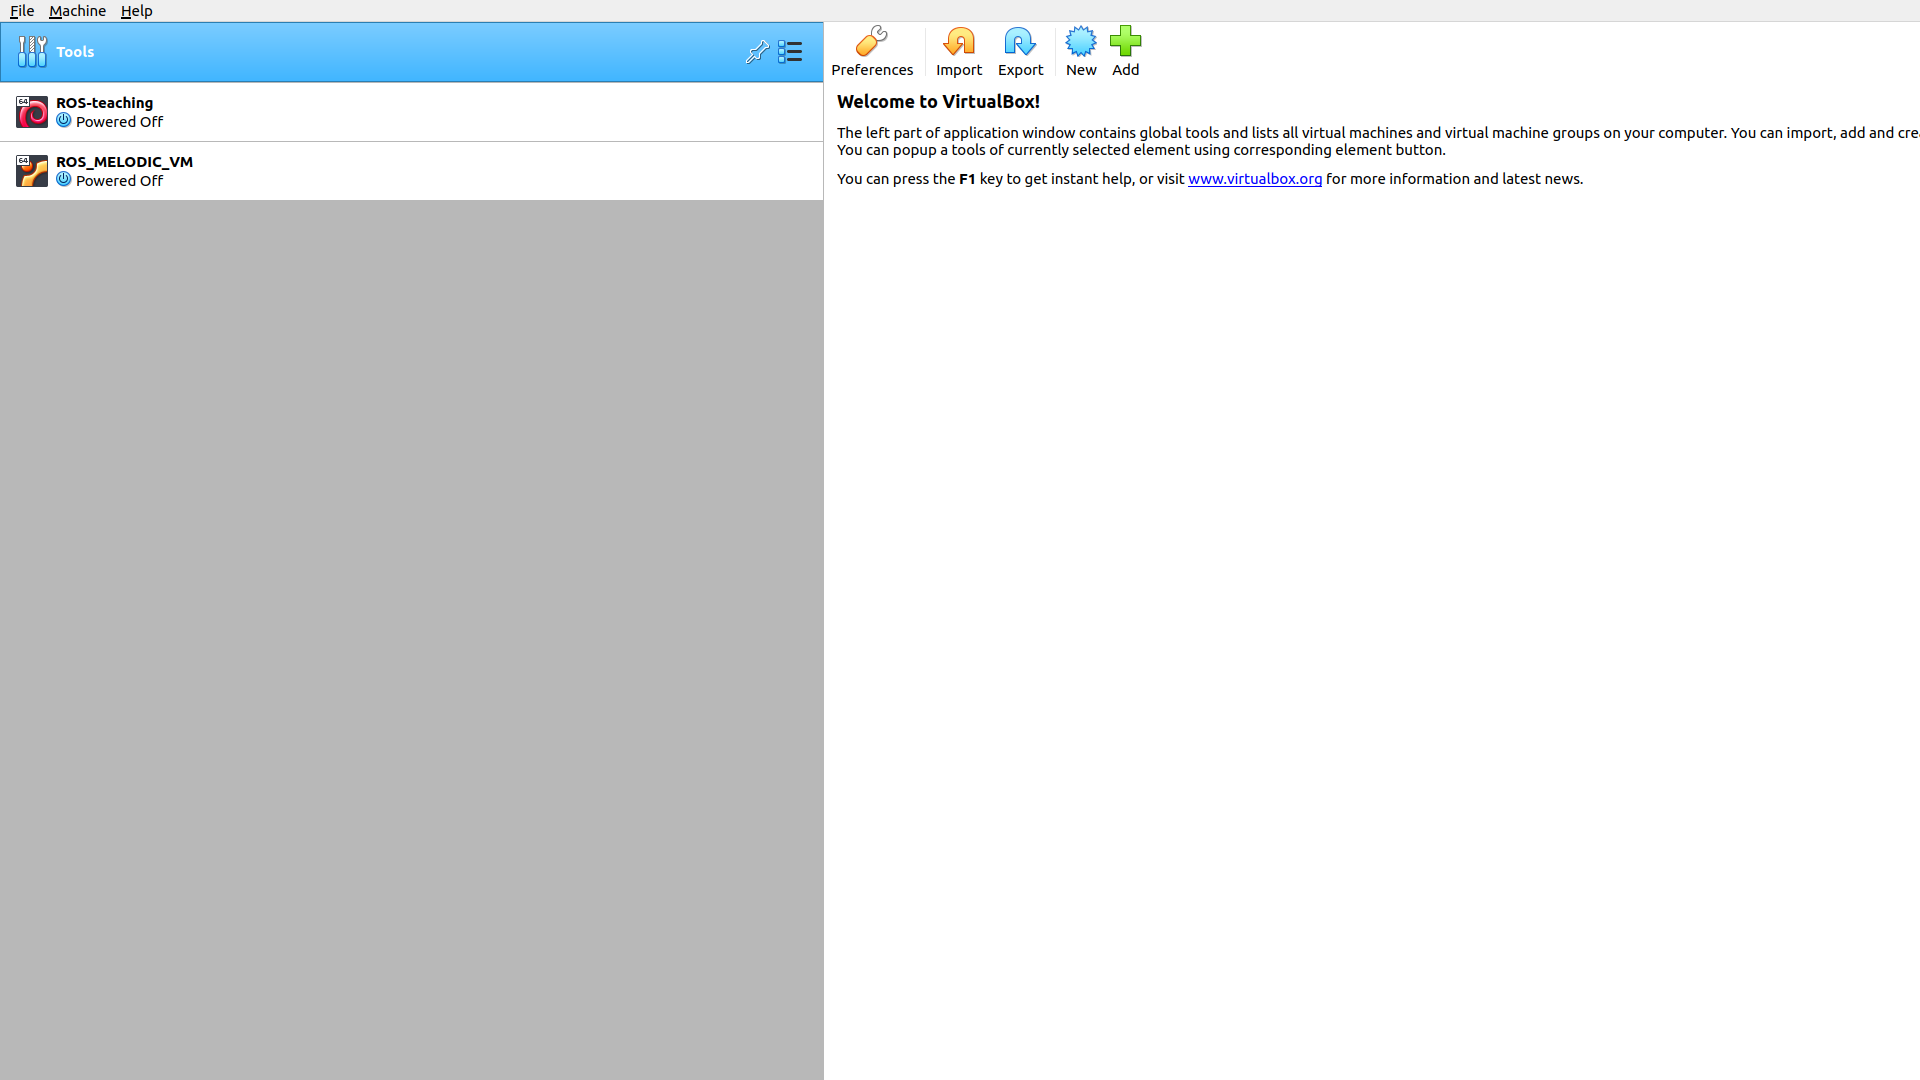 File Machine Help
Tools
64 ROS-teaching
Powered Off
64 ROS_MELODIC_VM
Powered Off
Preferences Import Export New Add
Welcome to VirtualBox!
The left part of application window contains global tools and lists all virtual machines and virtual machine groups on your computer. You can import, add and cre
You can popup a tools of currently selected element using corresponding element button.
You can press the F1 key to get instant help, or visit www.virtualbox.org for more information and latest news.